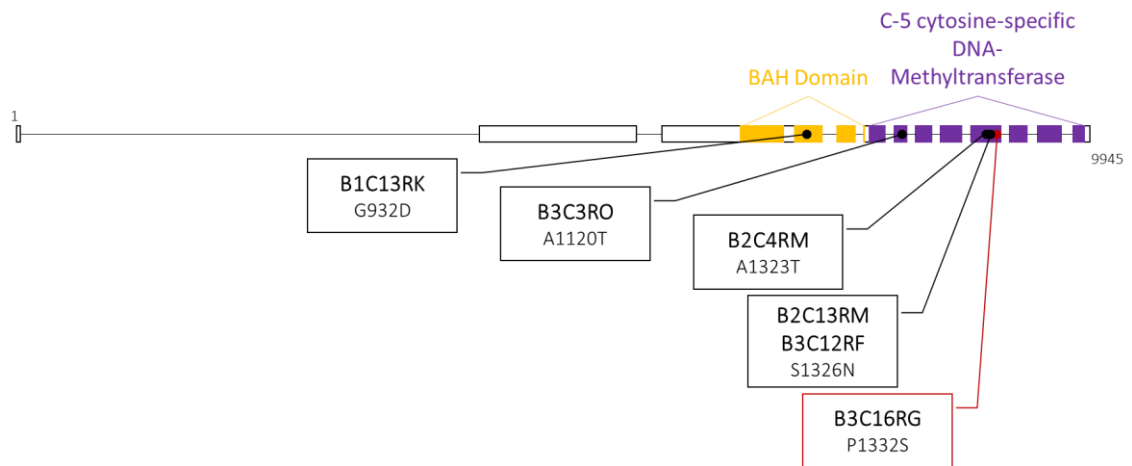 C-5 cytosine-specific
DNA-
Methyltransferase
BAH Domain
1
9945
B1C13RK
G932D
B3C3RO
A1120T
B2C4RM
A1323T
B2C13RM
B3C12RF
S1326N
B3C16RG
P1332S